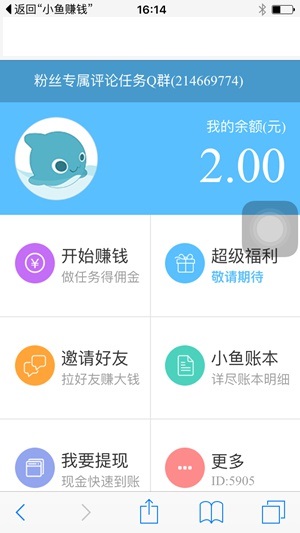 返回“小鱼赚钱”
16:14
粉丝专属评论任务Q群(214669774)
我的余额(元)
2.00
开始赚钱
做任务得佣金
超级福利
敬请期待
邀请好友
拉好友赚大钱
小鱼账本
详尽账本明细
我要提现
现金快速到账
更多
ID:5905